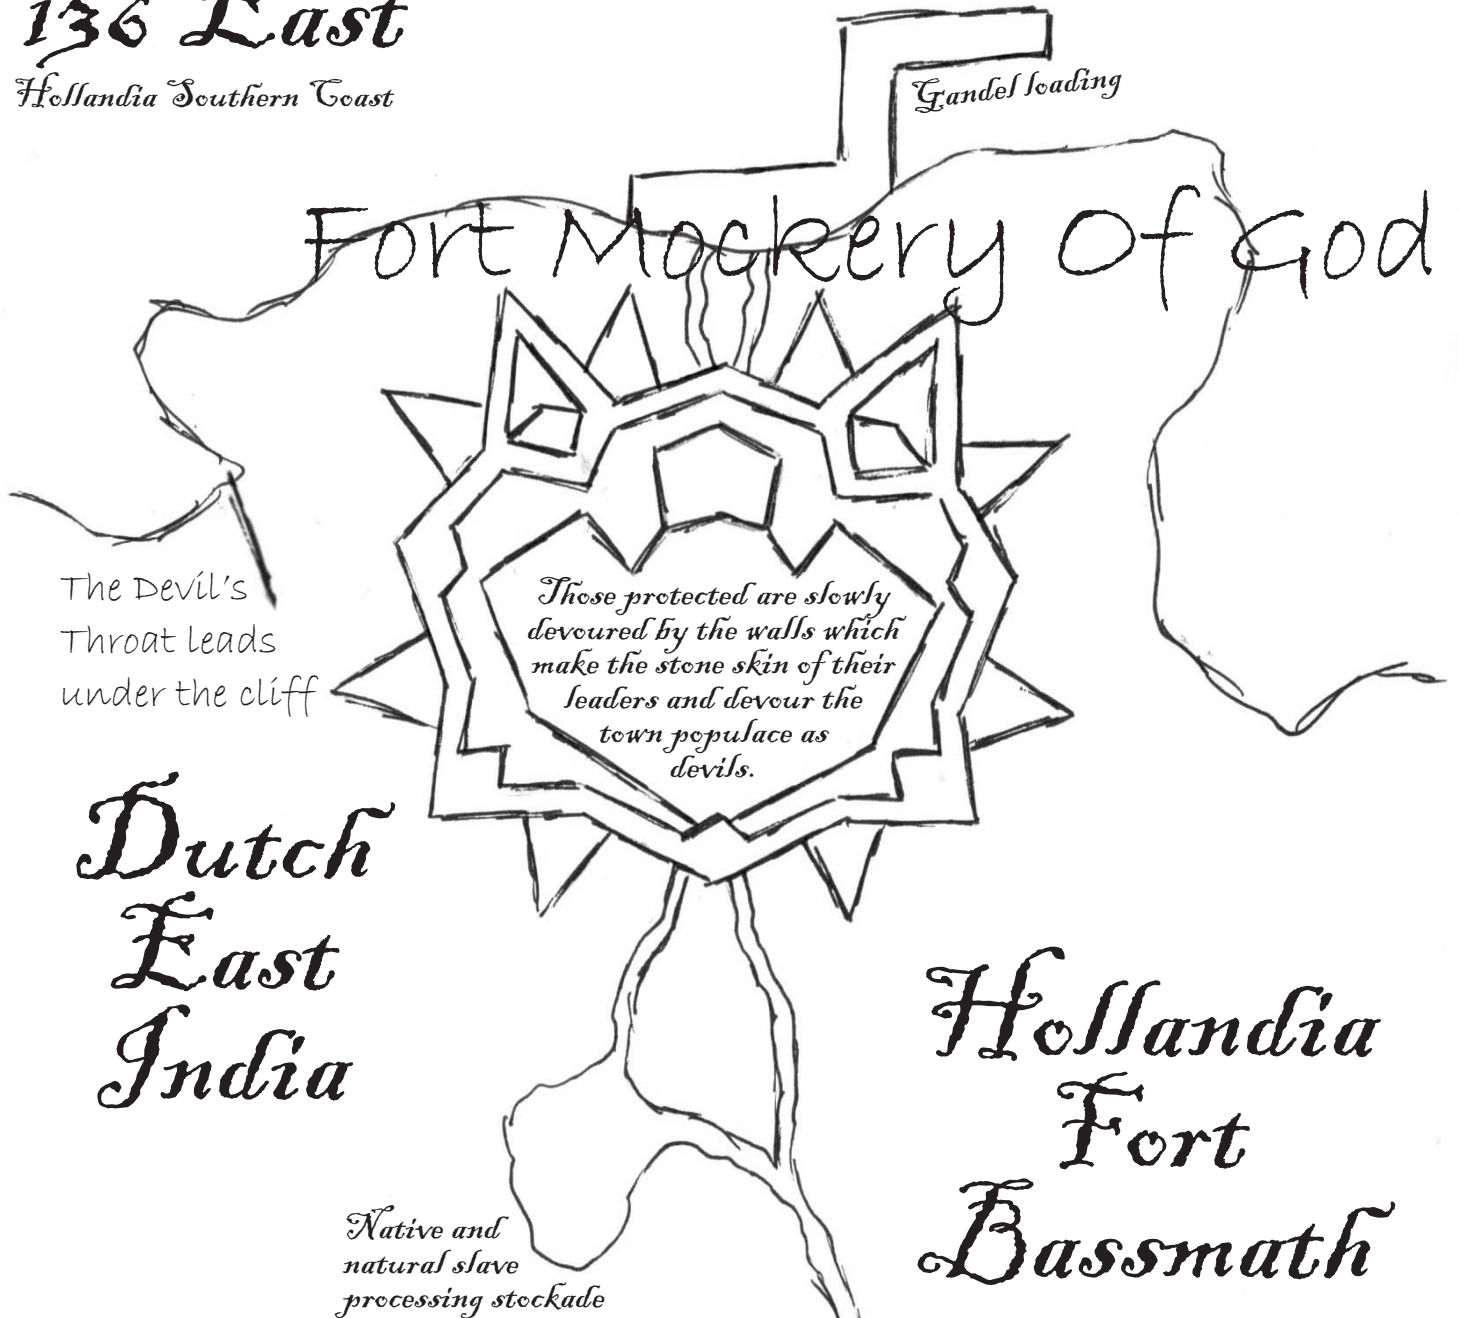 136 East
Hollandia Southern Coast
Gandel loading
Fort Mockery Of God
The Devil's
Throat leads
under the cliff
Those protected are slowly
devoured by the walls which
make the stone skin of their
leaders and devour the
town populace as
devils.
Dutch
East
India
Hollandia
Fort
Bassmath
Native and
natural slave
processing stockade